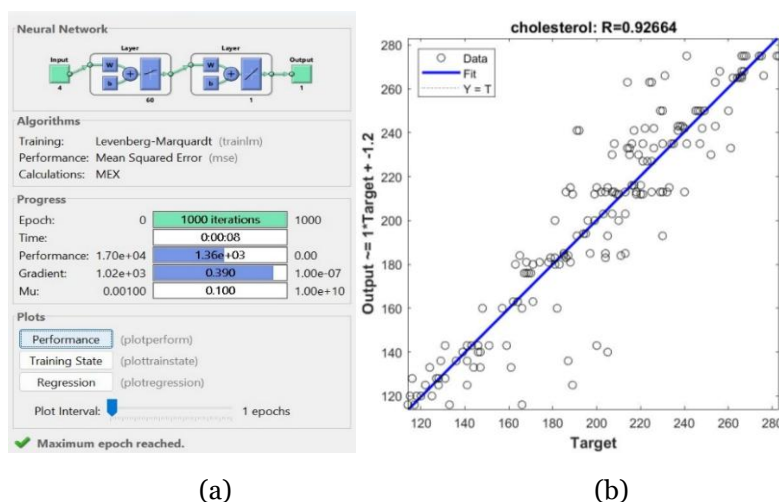 Neural Network
Layer Layer
Input Output
W W
b b
4 60 1 1
Algorithms
Training: Levenberg-Marquardt (trainlm)
Performance: Mean Squared Error (mse)
Calculations: MEX
Progress
Epoch: 0 1000 iterations 1000
Time: 0:00:08
Performance: 1.70e+04 1.36e+03 0.00
Gradient: 1.02e+03 0.390 1.00e-07
Mu: 0.00100 0.100 1.00e+10
Plots
Performance (plotperform)
Training State (plottrainstate)
Regression (plotregression)
Plot Interval: 1 epochs
Maximum epoch reached.
(a)
cholesterol: R=0.92664
Data
Fit
Y = T
Output ~= 1*Target + -1.2
280
260
240
220
200
180
160
140
120
120 140 160 180 200 220 240 260 280
Target
(b)